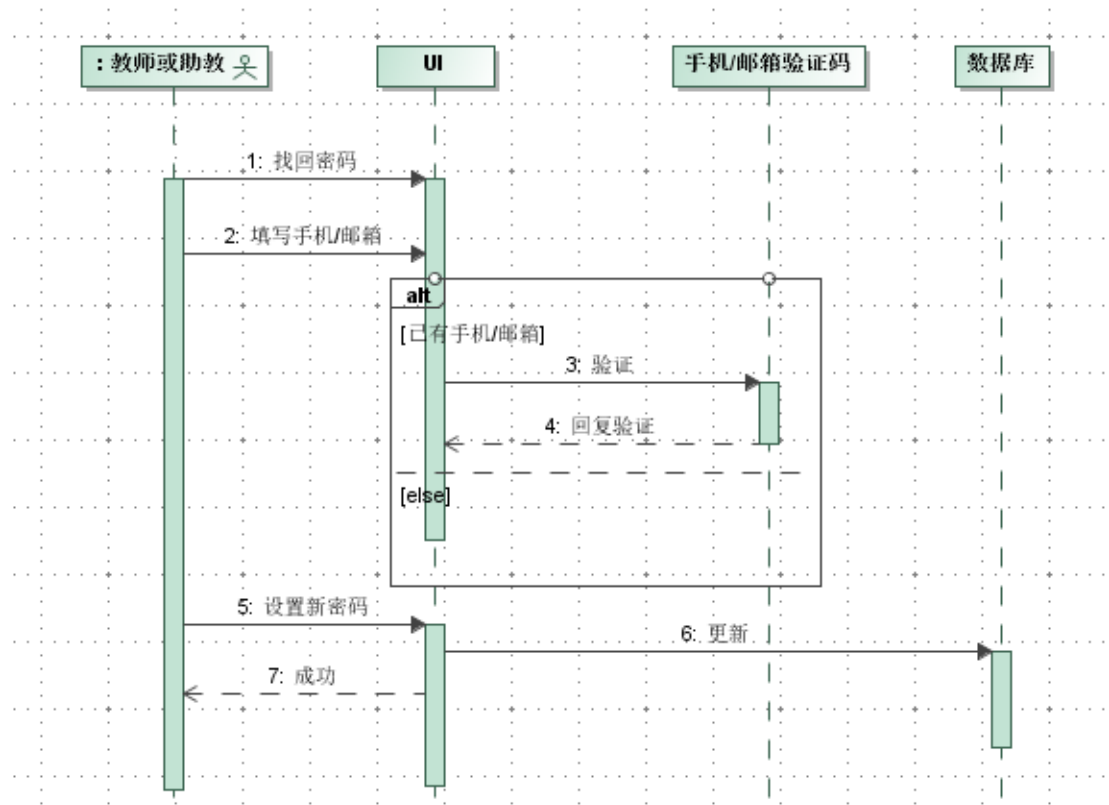 : 教师或助教
UI
手机/邮箱验证码
数据库
1: 找回密码
2: 填写手机/邮箱
alt
[已有手机/邮箱]
3: 验证
4: 回复验证
[else]
5: 设置新密码
6: 更新
7: 成功